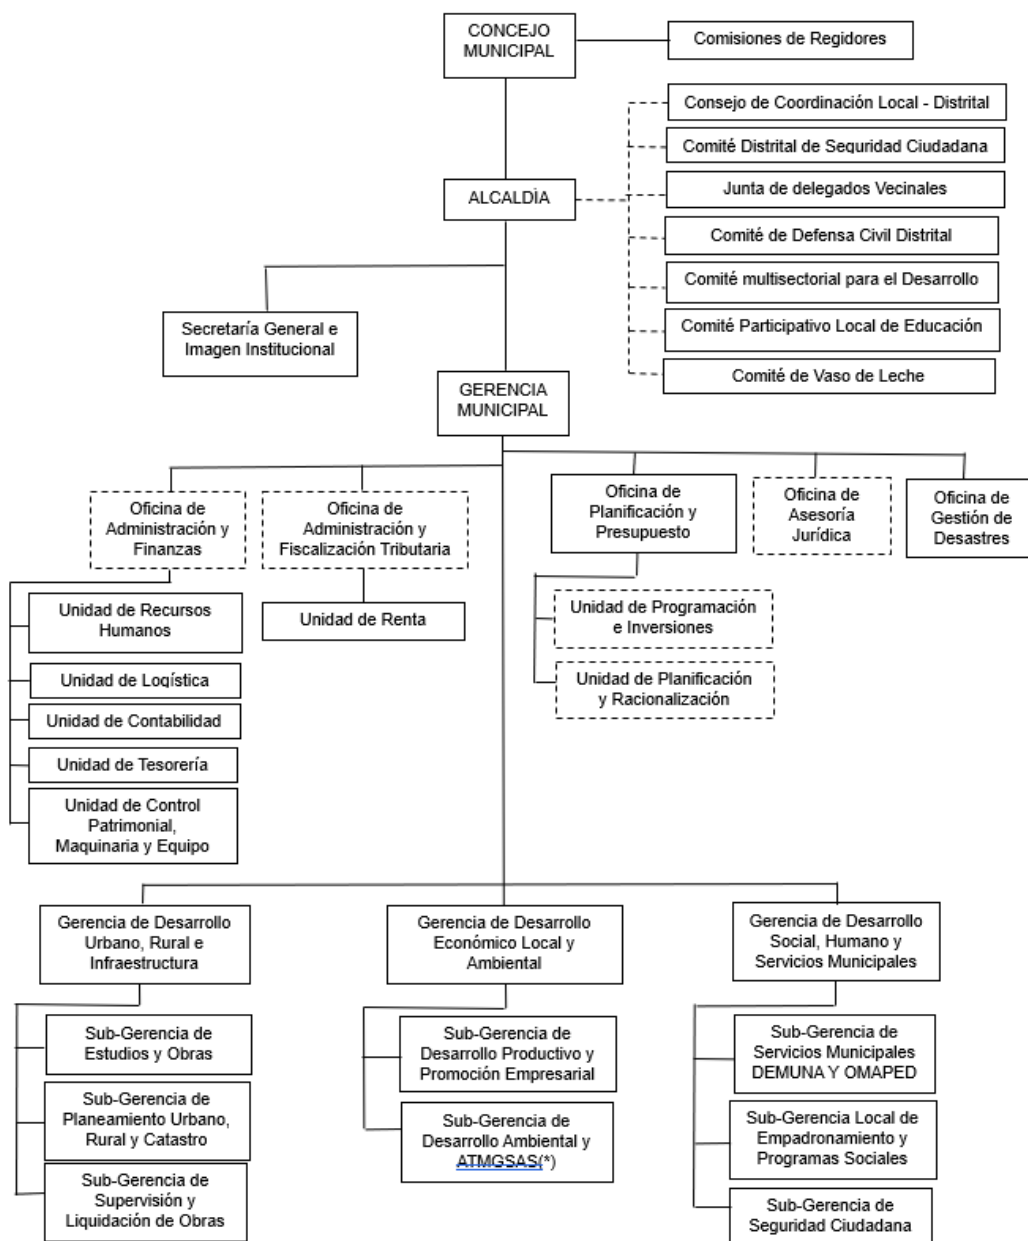 CONCEJO
MUNICIPAL
Comisiones de Regidores
Consejo de Coordinación Local - Distrital
Comité Distrital de Seguridad Ciudadana
ALCALDÌA
Junta de delegados Vecinales
Comité de Defensa Civil Distrital
Comité multisectorial para el Desarrollo
Comité Participativo Local de Educación
Comité de Vaso de Leche
Secretaría General e
Imagen Institucional
GERENCIA
MUNICIPAL
Oficina de
Administración y
Finanzas
Oficina de
Administración y
Fiscalización Tributaria
Oficina de
Planificación y
Presupuesto
Oficina de
Asesoría
Jurídica
Oficina de
Gestión de
Desastres
Unidad de Recursos
Humanos
Unidad de Logística
Unidad de Contabilidad
Unidad de Tesorería
Unidad de Control
Patrimonial,
Maquinaria y Equipo
Unidad de Renta
Unidad de Programación
e Inversiones
Unidad de Planificación
y Racionalización
Gerencia de Desarrollo
Urbano, Rural e
Infraestructura
Gerencia de Desarrollo
Económico Local y
Ambiental
Gerencia de Desarrollo
Social, Humano y
Servicios Municipales
Sub-Gerencia de
Estudios y Obras
Sub-Gerencia de
Planeamiento Urbano,
Rural y Catastro
Sub-Gerencia de
Supervisión y
Liquidación de Obras
Sub-Gerencia de
Desarrollo Productivo y
Promoción Empresarial
Sub-Gerencia de
Desarrollo Ambiental y
ATMGSAS(*)
Sub-Gerencia de
Servicios Municipales
DEMUNA Y OMAPED
Sub-Gerencia Local de
Empadronamiento y
Programas Sociales
Sub-Gerencia de
Seguridad Ciudadana